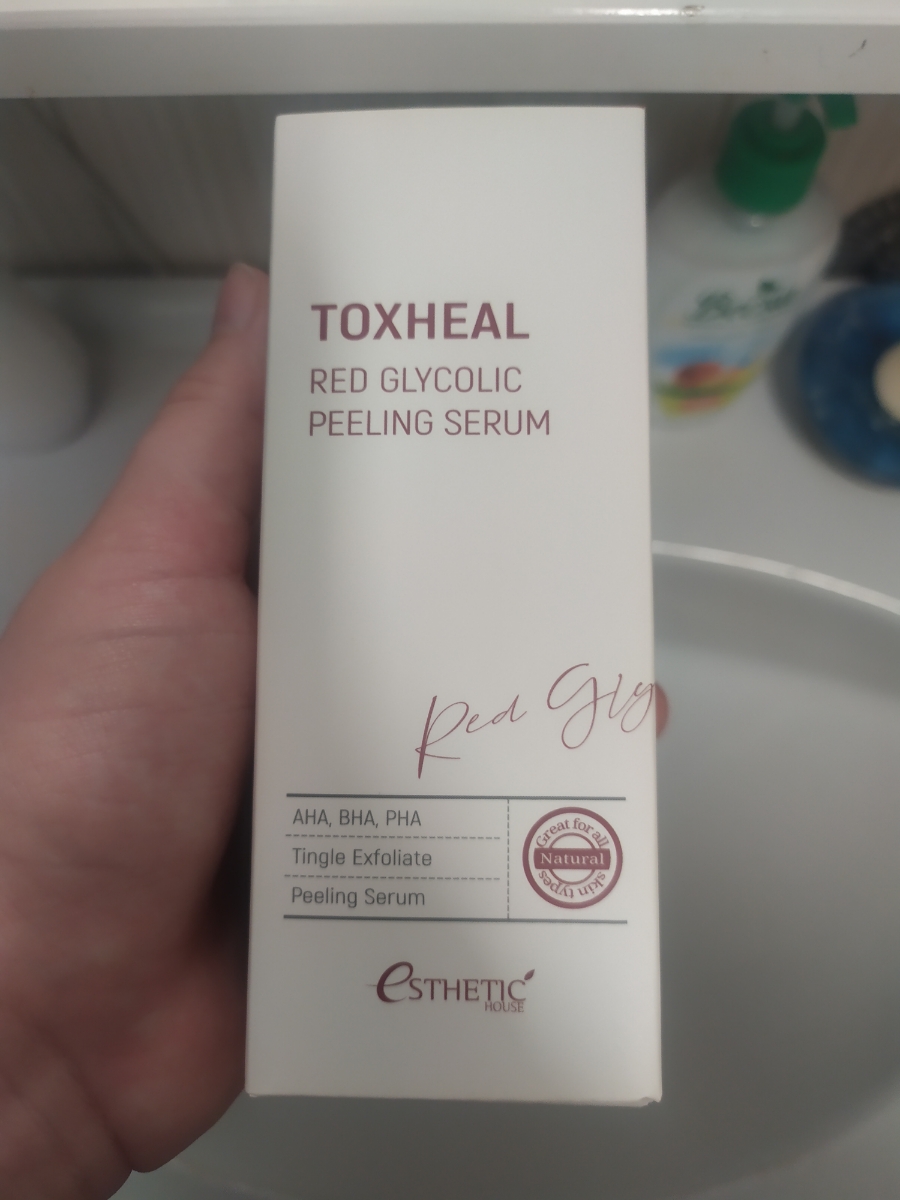 TOXHEAL
RED GLYCOLIC
PEELING SERUM
Red Gly
AHA, BHA, PHA
Tingle Exfoliate
Peeling Serum
Great for all
Natural
skin types
eSTHETIC
HOUSE